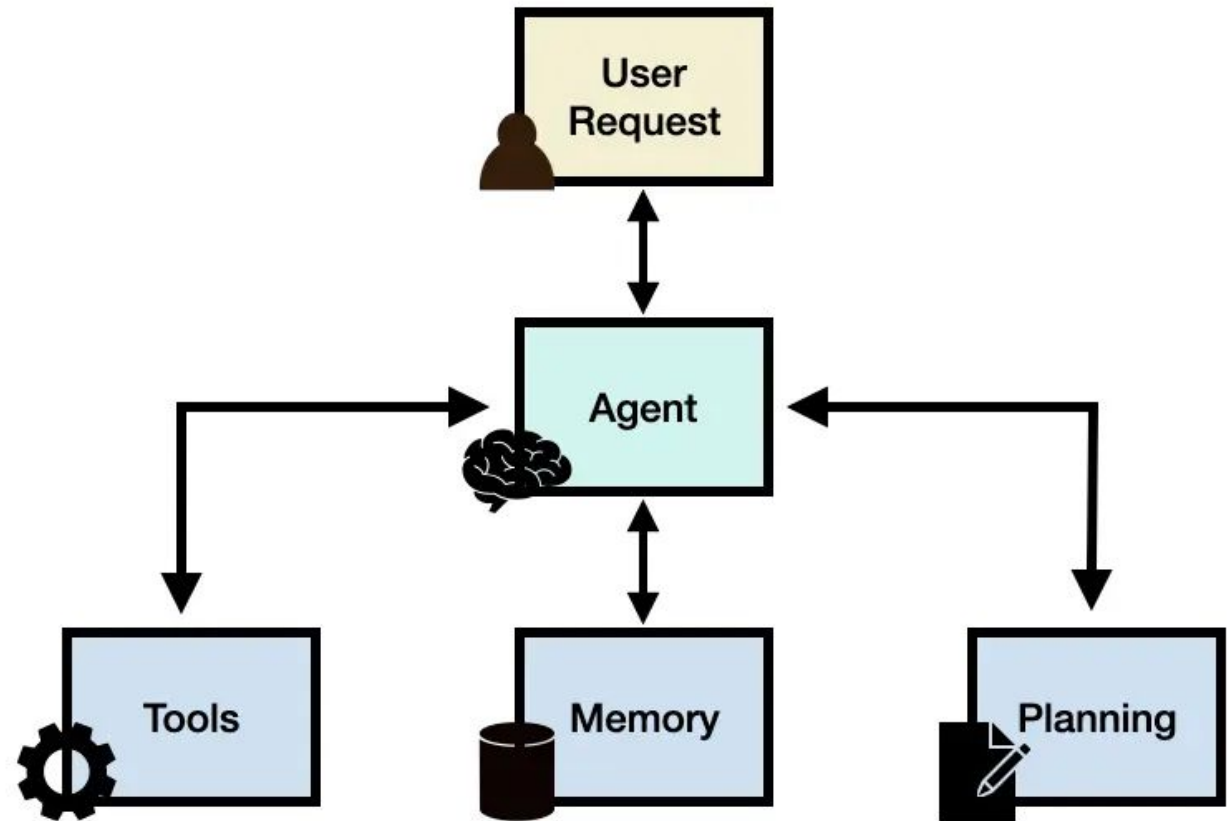 User
Request
Agent
Tools
Memory
Planning